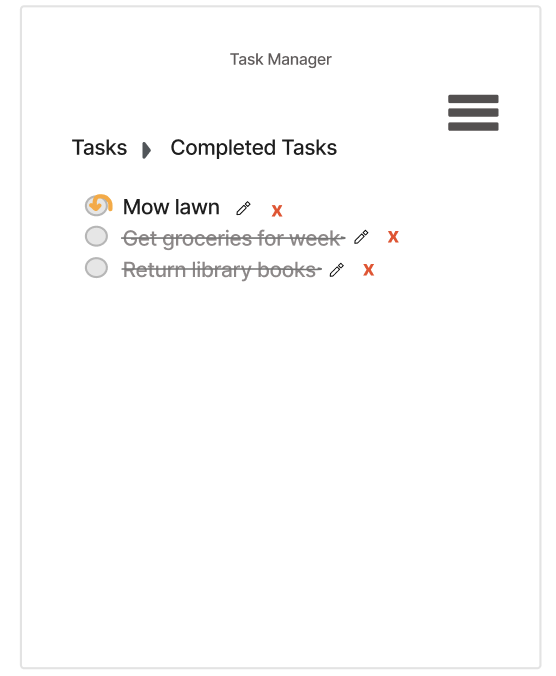 Task Manager
Tasks Completed Tasks
Mow lawn x
Get groceries for week x
Return library books x